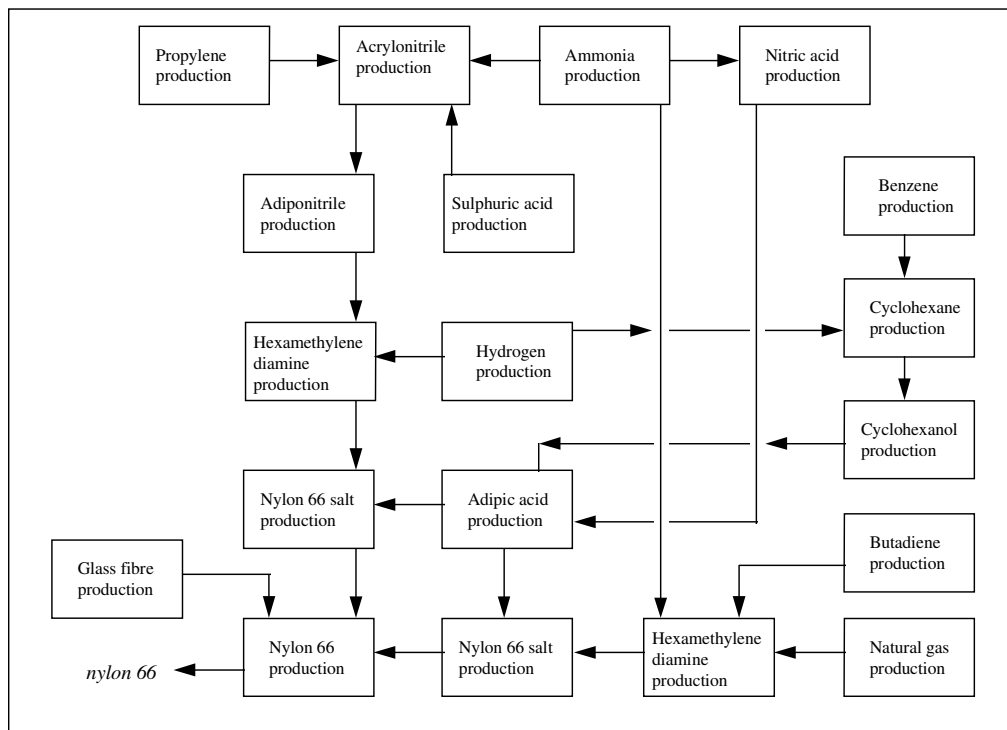 Propylene
production
Acrylonitrile
production
Ammonia
production
Nitric acid
production
Adiponitrile
production
Sulphuric acid
production
Benzene
production
Hexamethylene
diamine
production
Hydrogen
production
Cyclohexane
production
Cyclohexanol
production
Nylon 66 salt
production
Adipic acid
production
Butadiene
production
Glass fibre
production
Nylon 66
production
Nylon 66 salt
production
Hexamethylene
diamine
production
Natural gas
production
nylon 66